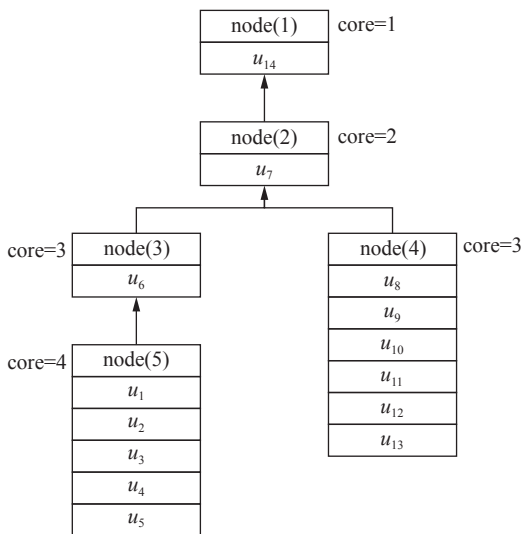 node(1) core=1
u14
node(2) core=2
u7
core=3 node(3)
u6
node(4) core=3
u8
u9
u10
u11
u12
u13
core=4 node(5)
u1
u2
u3
u4
u5